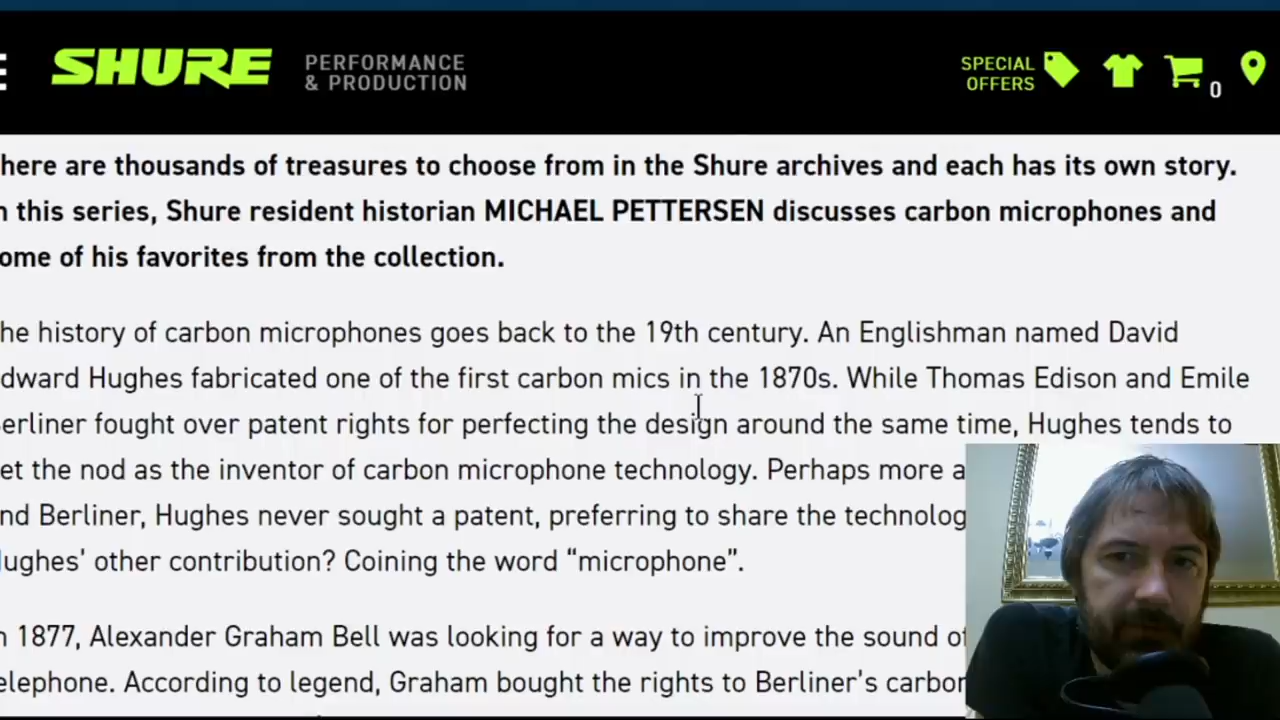 SHURE
PERFORMANCE
& PRODUCTION
SPECIAL
OFFERS
0
here are thousands of treasures to choose from in the Shure archives and each has its own story.
n this series, Shure resident historian MICHAEL PETTERSEN discusses carbon microphones and
ome of his favorites from the collection.
he history of carbon microphones goes back to the 19th century. An Englishman named David
dward Hughes fabricated one of the first carbon mics in the 1870s. While Thomas Edison and Emile
erliner fought over patent rights for perfecting the design around the same time, Hughes tends to
et the nod as the inventor of carbon microphone technology. Perhaps more a
nd Berliner, Hughes never sought a patent, preferring to share the technolog
ughes’ other contribution? Coining the word “microphone”.
n 1877, Alexander Graham Bell was looking for a way to improve the sound of
elephone. According to legend, Graham bought the rights to Berliner’s carbon